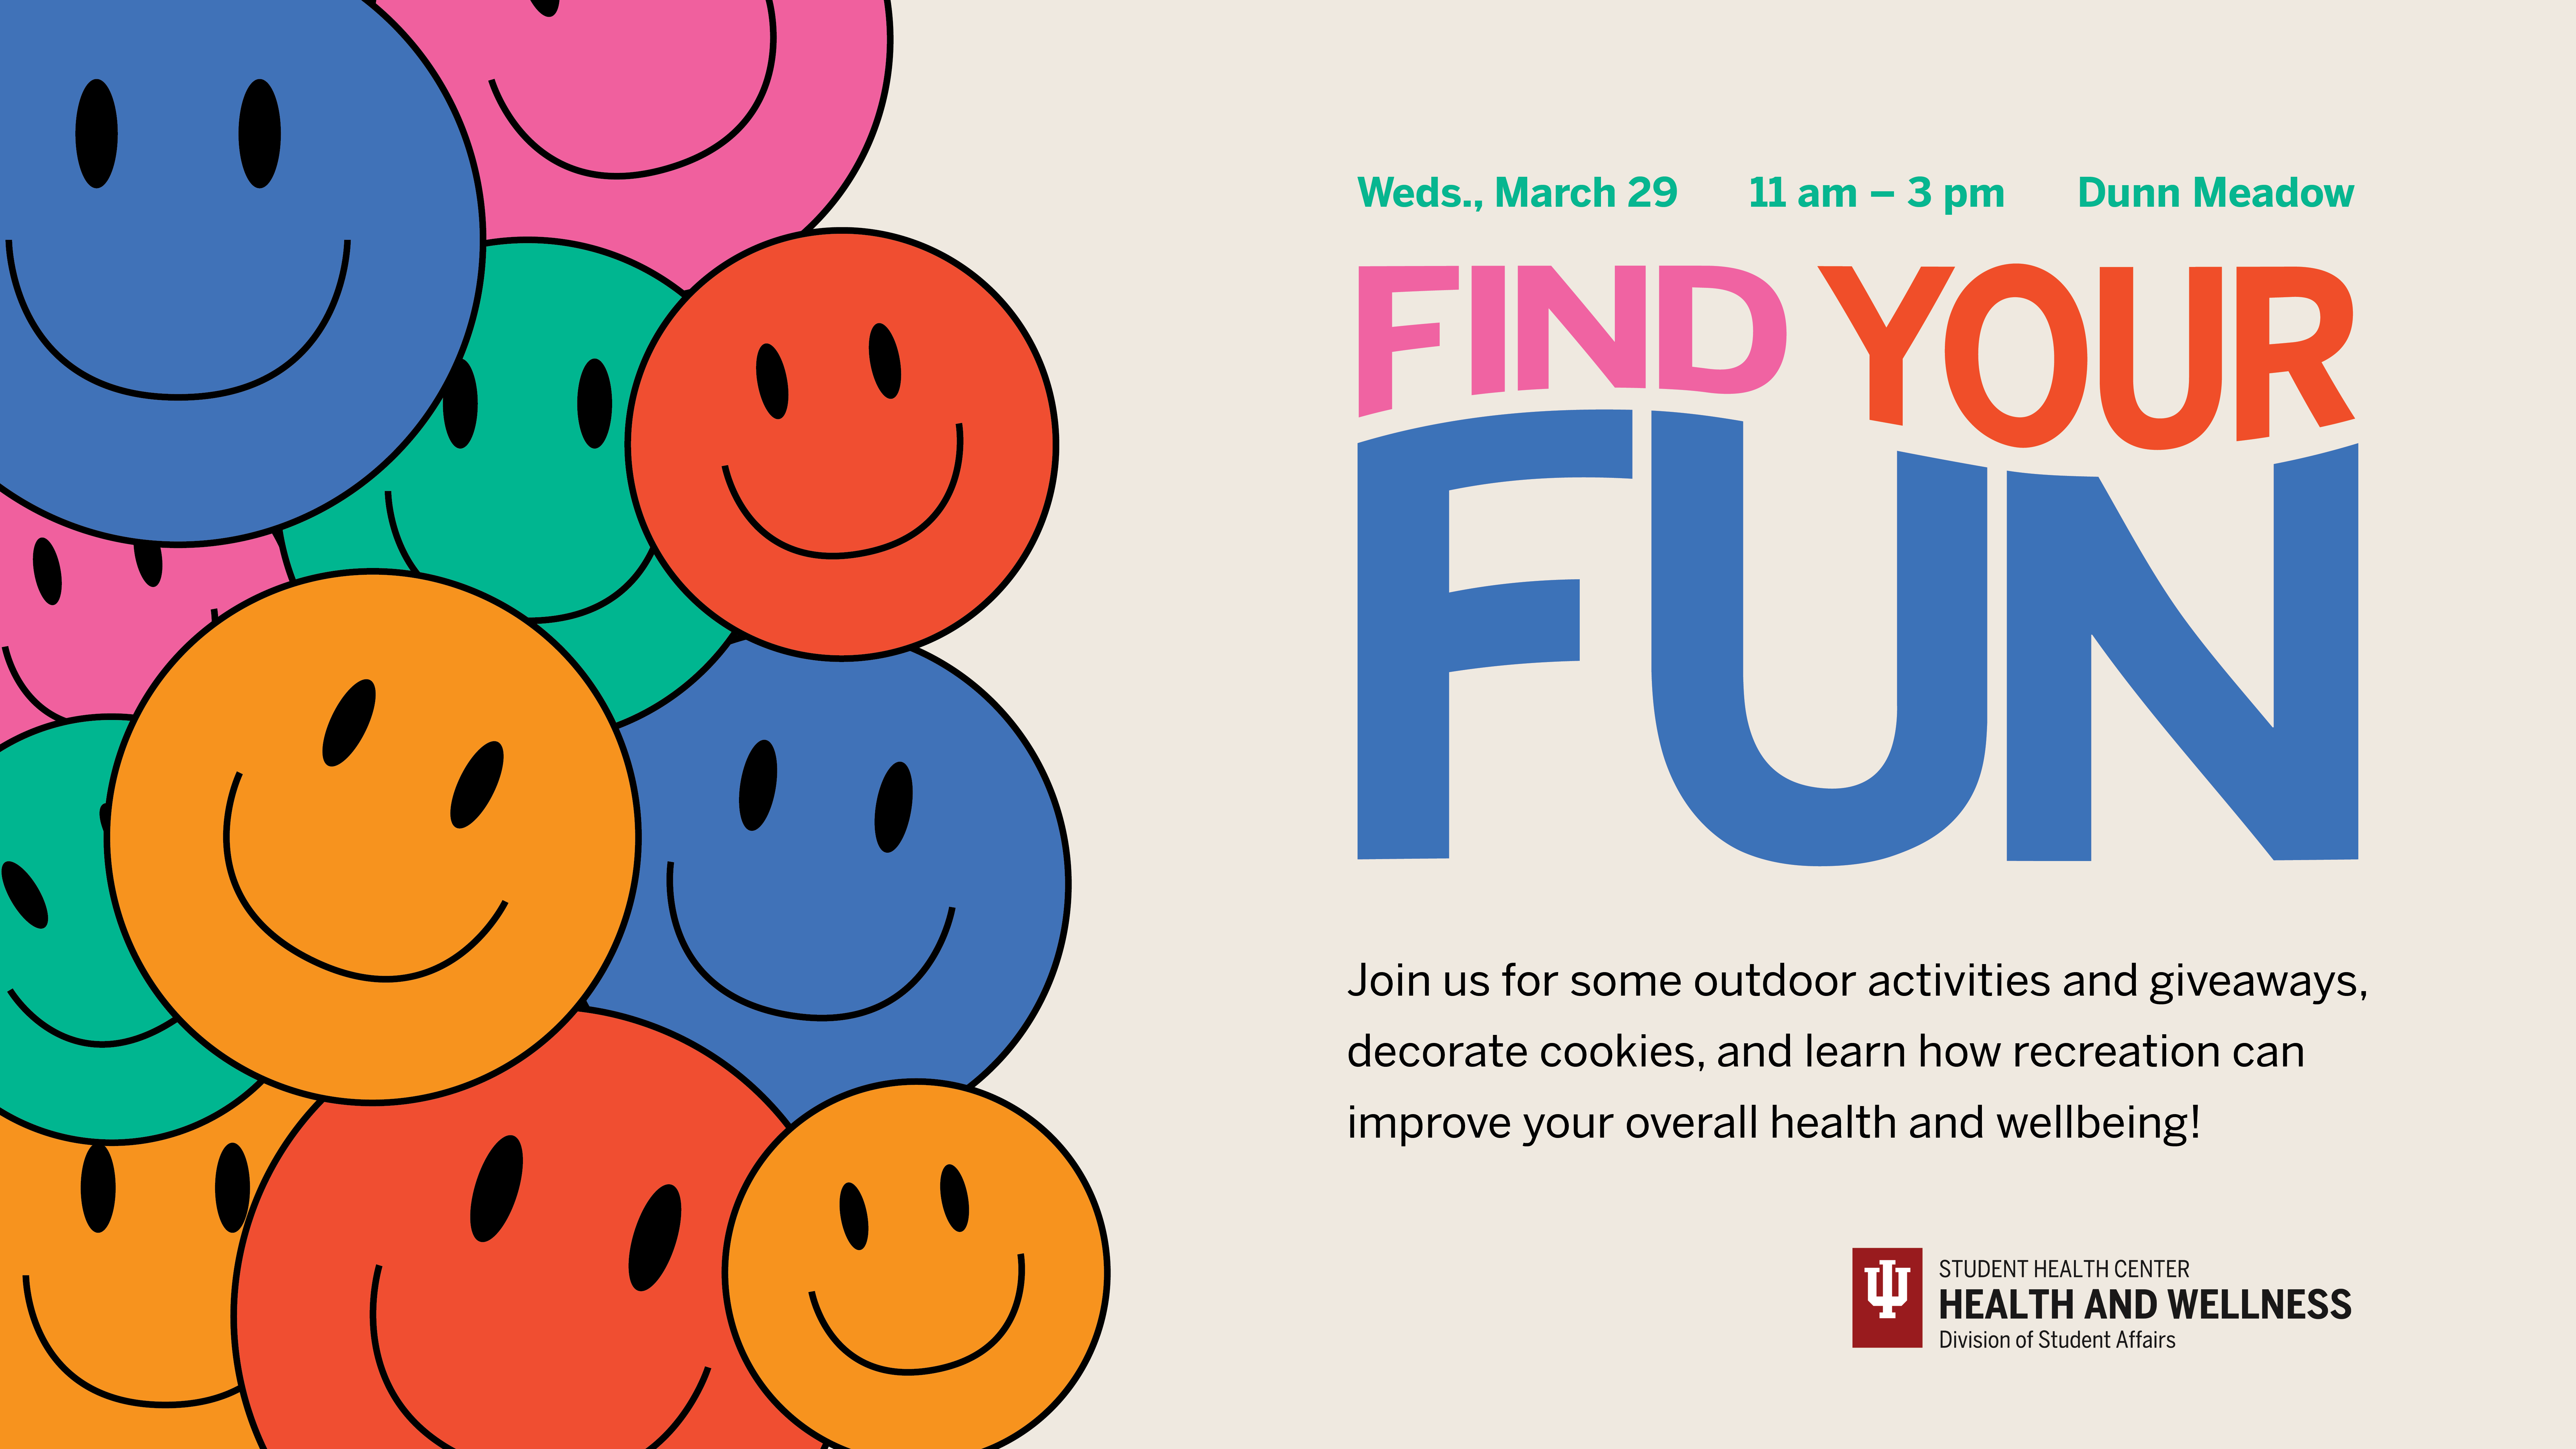 Weds., March 29 11 am – 3 pm Dunn Meadow
FIND YOUR
FUN
Join us for some outdoor activities and giveaways,
decorate cookies, and learn how recreation can
improve your overall health and wellbeing!
STUDENT HEALTH CENTER
HEALTH AND WELLNESS
Division of Student Affairs